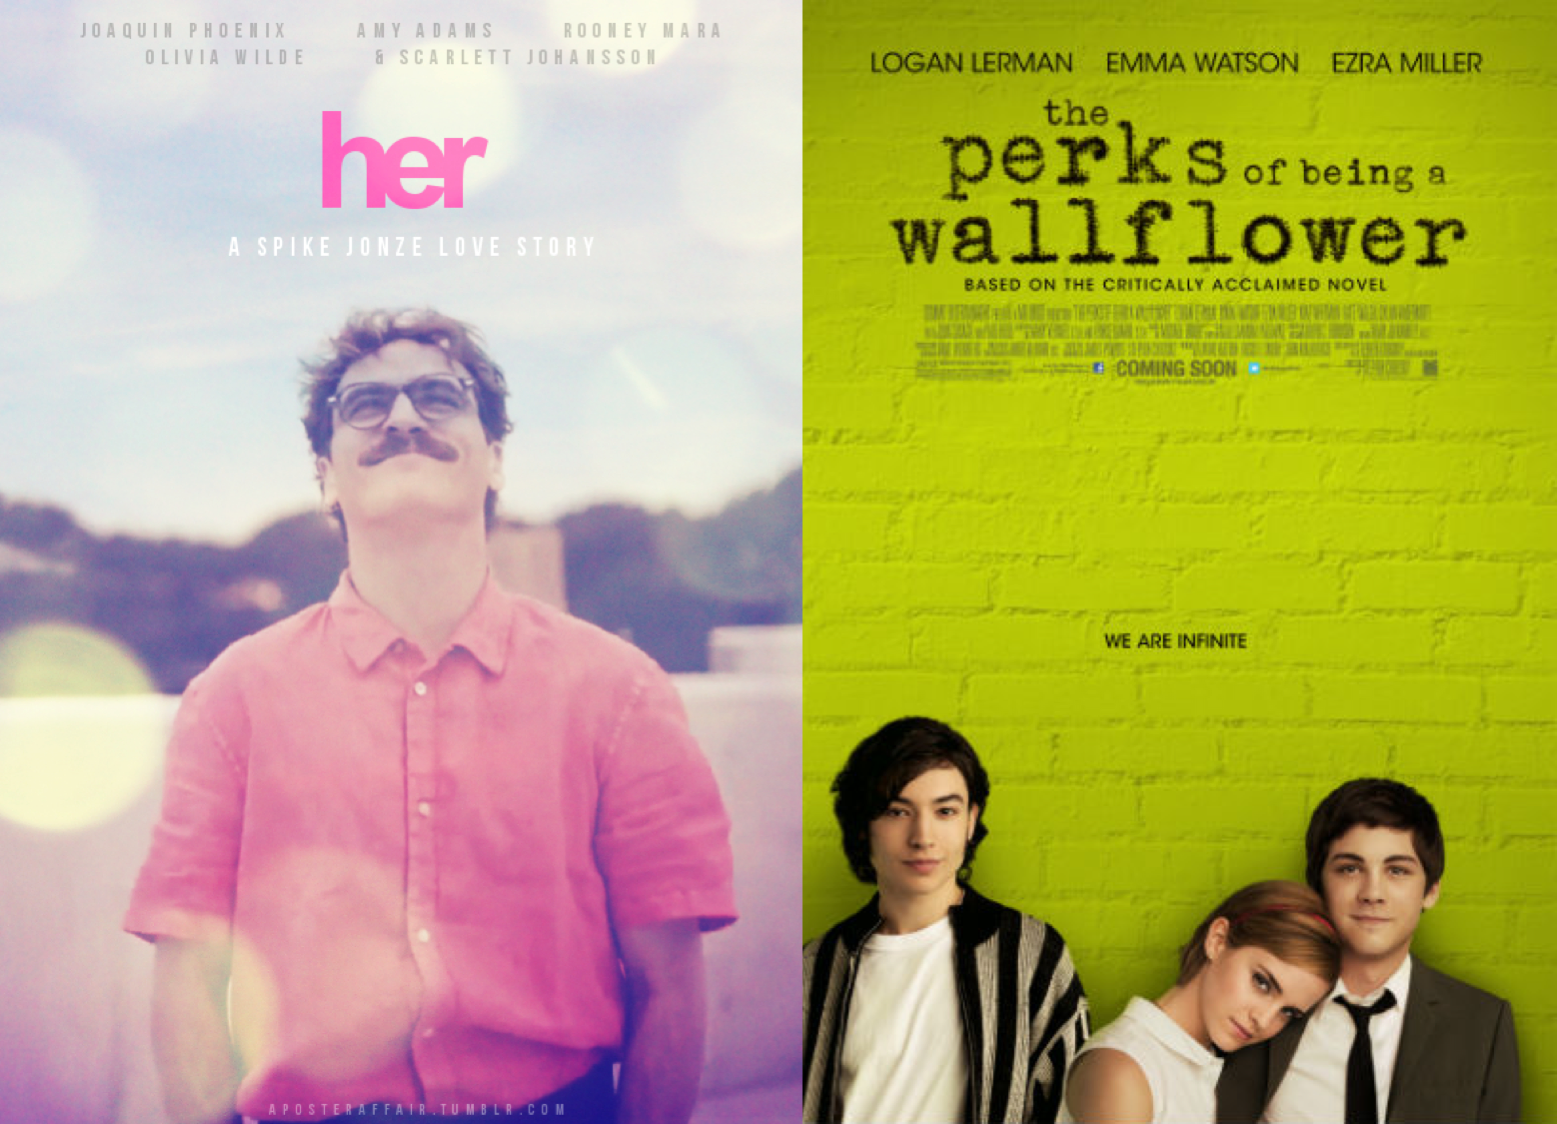 JOAQUIN PHOENIX AMY ADAMS ROONEY MARA
OLIVIA WILDE & SCARLETT JOHANSSON
her
A SPIKE JONZE LOVE STORY
APOSTERAFFAIR.TUMBLR.COM
LOGAN LERMAN EMMA WATSON EZRA MILLER
the
perks of being a
wallflower
BASED ON THE CRITICALLY ACCLAIMED NOVEL
COMING SOON
WE ARE INFINITE